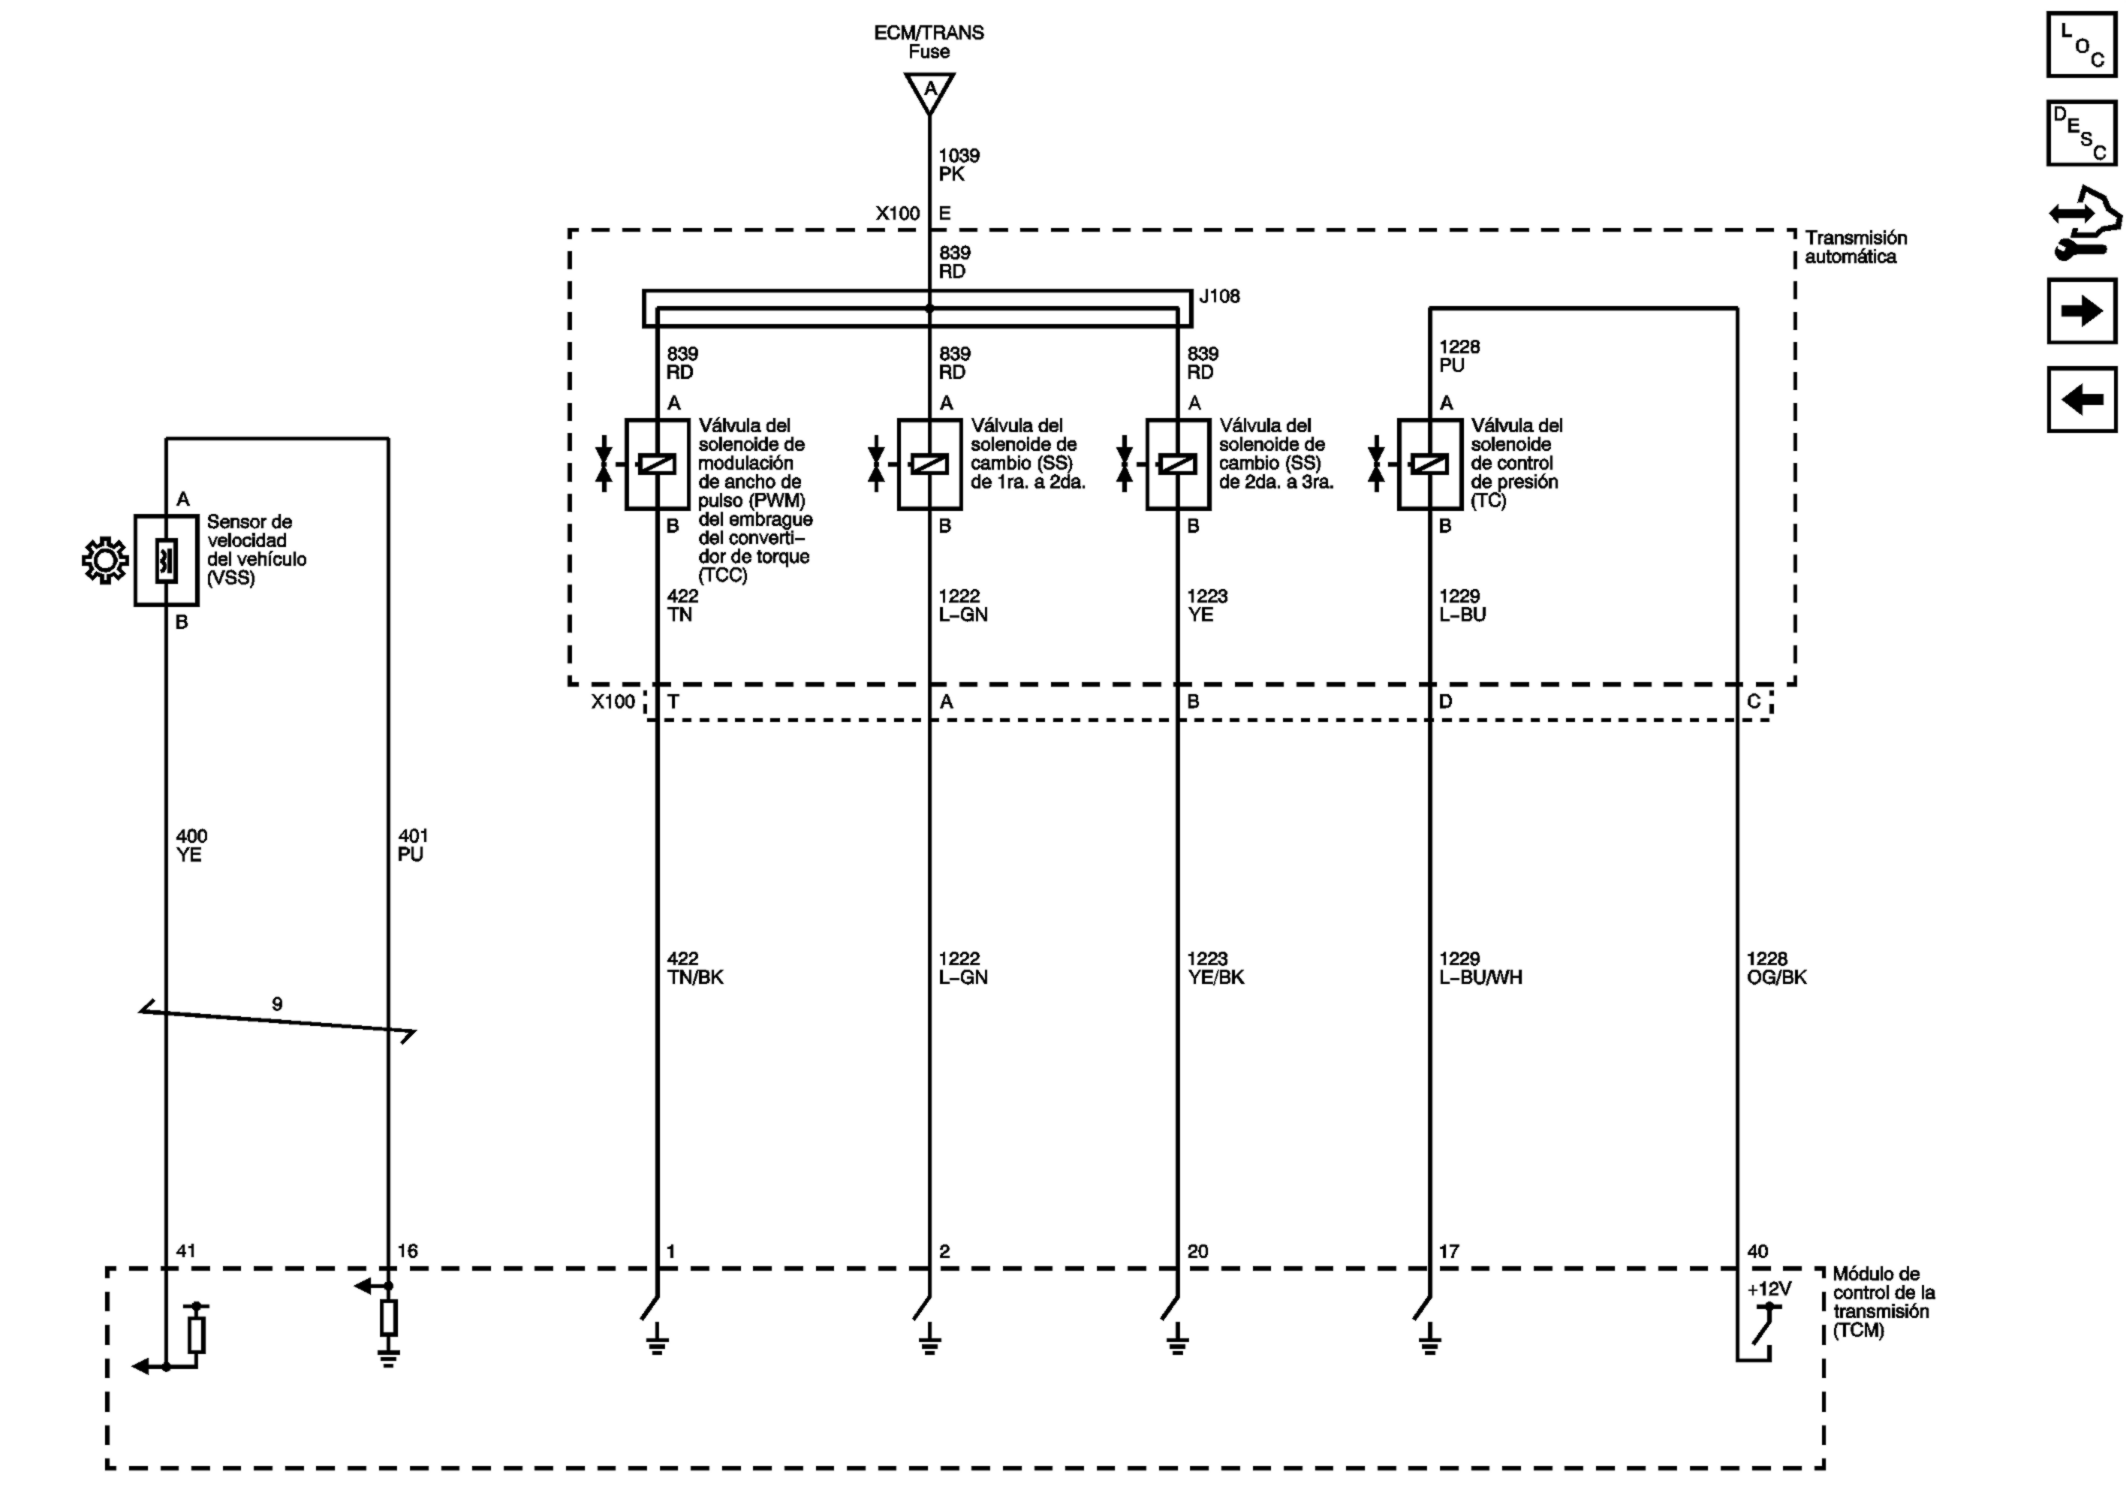 ECM/TRANS
Fuse
A
1039
PK
X100 E
L
O
C
D
E
S
C
Transmisión
automática
839
RD
J108
839
RD
839
RD
839
RD
1228
PU
A
A
A
A
Válvula del
solenoide de
modulación
de ancho de
pulso (PWM)
del embrague
del converti–
dor de torque
(TCC)
Válvula del
solenoide de
cambio (SS)
de 1ra. a 2da.
Válvula del
solenoide de
cambio (SS)
de 2da. a 3ra.
Válvula del
solenoide
de control
de presión
(TC)
B
B
B
B
A
Sensor de
velocidad
del vehículo
(VSS)
B
422
TN
1222
L–GN
1223
YE
1229
L–BU
X100 T A B D C
400
YE
401
PU
422
TN/BK
1222
L–GN
1223
YE/BK
1229
L–BU/WH
1228
OG/BK
9
41 16 1 2 20 17 40
+12V
Módulo de
control de la
transmisión
(TCM)